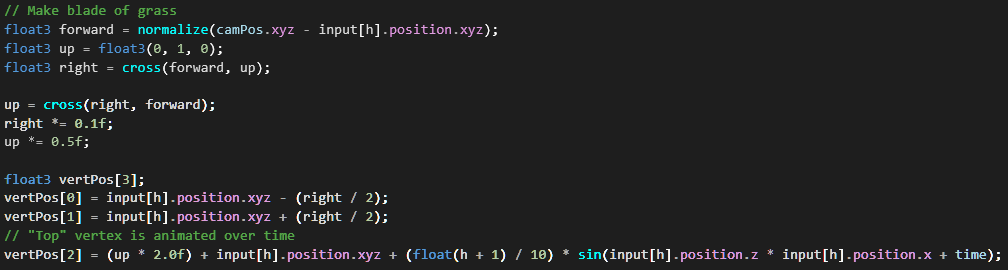 // Make blade of grass
float3 forward = normalize(camPos.xyz - input[h].position.xyz);
float3 up = float3(0, 1, 0);
float3 right = cross(forward, up);

up = cross(right, forward);
right *= 0.1f;
up *= 0.5f;

float3 vertPos[3];
vertPos[0] = input[h].position.xyz - (right / 2);
vertPos[1] = input[h].position.xyz + (right / 2);
// "Top" vertex is animated over time
vertPos[2] = (up * 2.0f) + input[h].position.xyz + (float(h + 1) / 10) * sin(input[h].position.z * input[h].position.x + time);